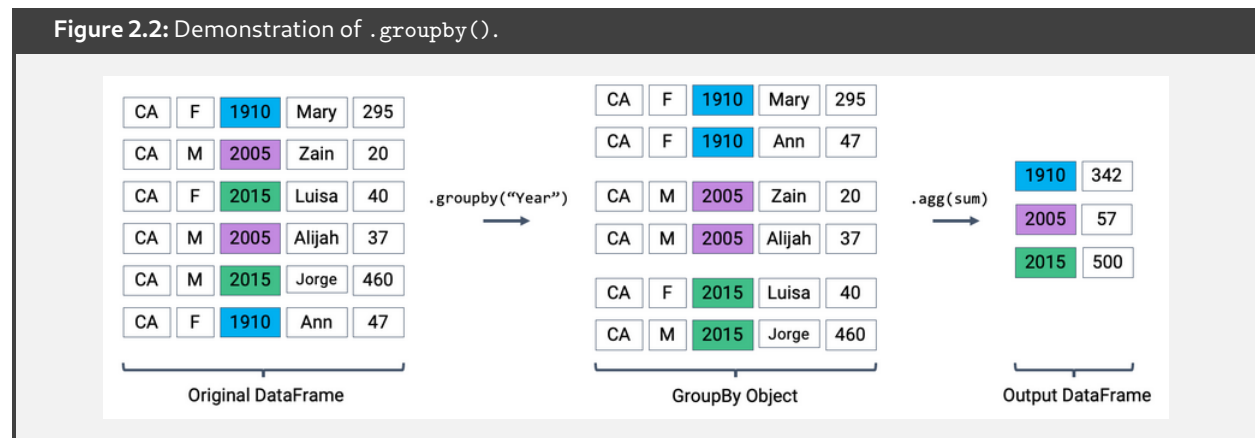 Figure 2.2: Demonstration of .groupby().
CA F 1910 Mary 295
CA M 2005 Zain 20
CA F 2015 Luisa 40
CA M 2005 Alijah 37
CA M 2015 Jorge 460
CA F 1910 Ann 47
Original DataFrame
.groupby(“Year”)
CA F 1910 Mary 295
CA F 1910 Ann 47
CA M 2005 Zain 20
CA M 2005 Alijah 37
CA F 2015 Luisa 40
CA M 2015 Jorge 460
GroupBy Object
.agg(sum)
1910 342
2005 57
2015 500
Output DataFrame